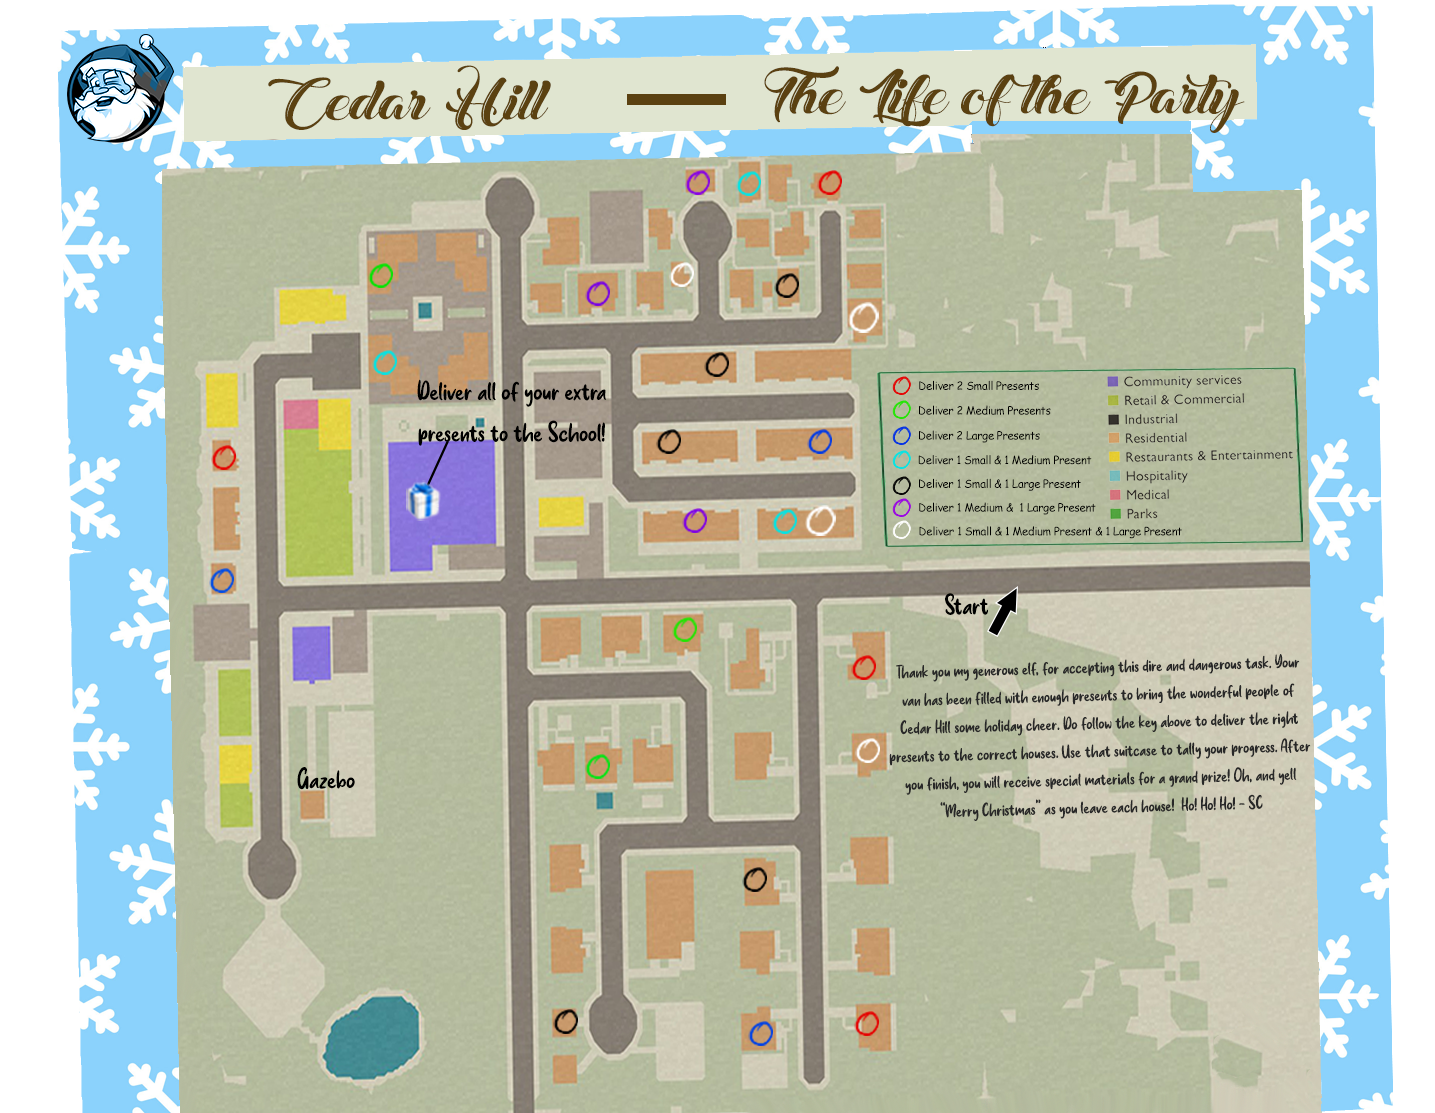 Cedar Hill — The Life of the Party
Deliver all of your extra
presents to the School!
Deliver 2 Small Presents
Deliver 2 Medium Presents
Deliver 2 Large Presents
Deliver 1 Small & 1 Medium Present
Deliver 1 Small & 1 Large Present
Deliver 1 Medium & 1 Large Present
Deliver 1 Small & 1 Medium Present & 1 Large Present
Community services
Retail & Commercial
Industrial
Residential
Restaurants & Entertainment
Hospitality
Medical
Parks
Start
Thank you my generous elf, for accepting this dire and dangerous task. Your
van has been filled with enough presents to bring the wonderful people of
Cedar Hill some holiday cheer. Do follow the key above to deliver the right
presents to the correct houses. Use that suitcase to tally your progress. After
you finish, you will receive special materials for a grand prize! Oh, and yell
"Merry Christmas" as you leave each house! Ho! Ho! Ho! - SC
Gazebo